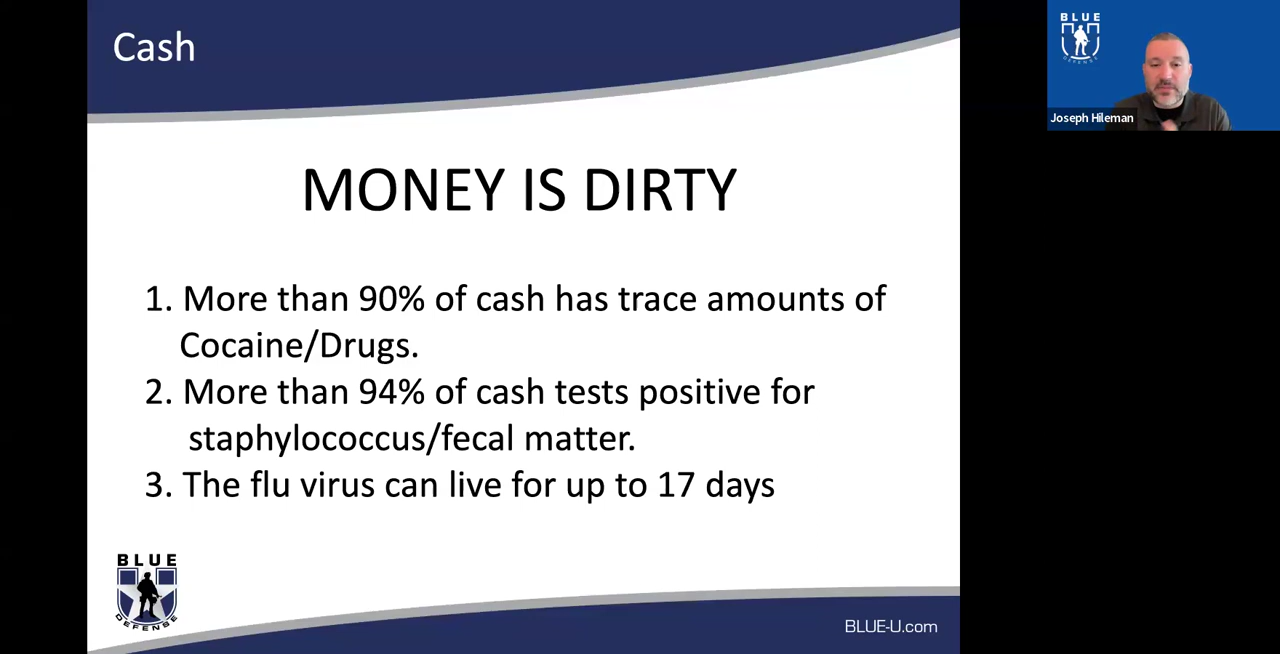 Cash
MONEY IS DIRTY
1. More than 90% of cash has trace amounts of
Cocaine/Drugs.
2. More than 94% of cash tests positive for
staphylococcus/fecal matter.
3. The flu virus can live for up to 17 days
BLUE
DEFENSE
BLUE-U.com
BLUE
DEFENSE
Joseph Hileman